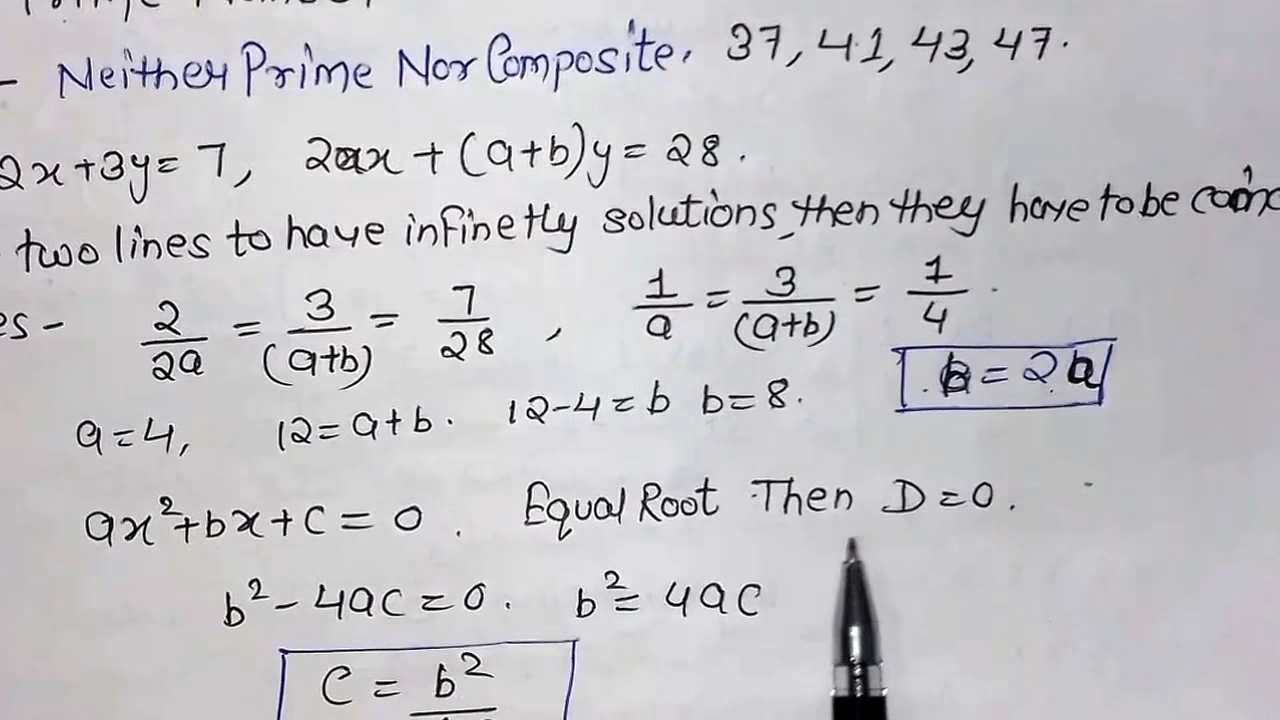 - Neither Prime Nor Composite. 37, 41, 43, 47.
2x+3y=7, 2ax+(a+b)y=28.
two lines to have infinetly solutions, then they have to be
es - 2/2a = 3/(a+b) = 7/28 , 1/a = 3/(a+b) = 1/4.
b=2a
a=4, 12=a+b. 12-4=b b=8.
ax²+bx+c=0. Equal Root Then D=0.
b²-4ac=0. b²=4ac
C = b²